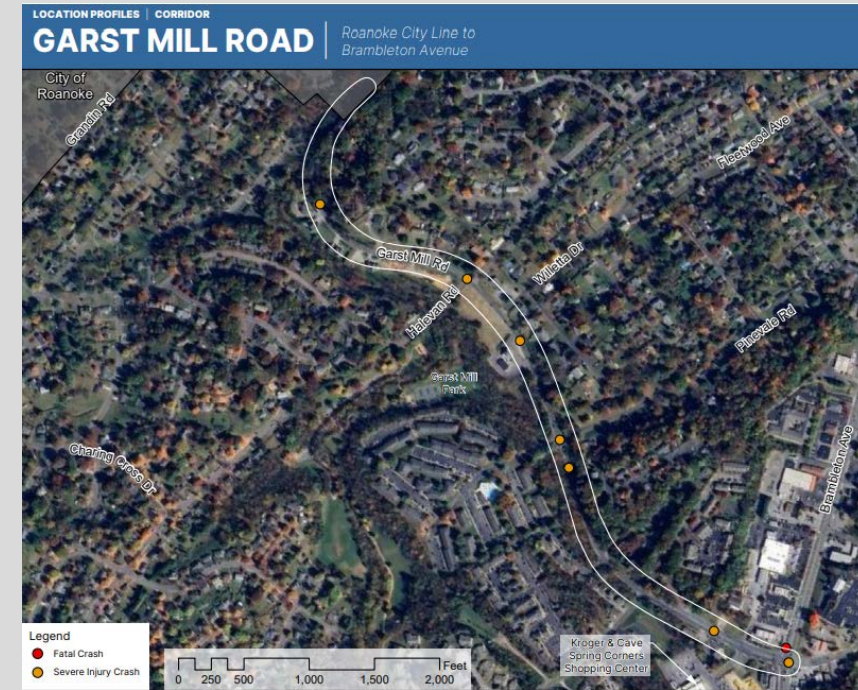 LOCATION PROFILES | CORRIDOR
GARST MILL ROAD
Roanoke City Line to
Brambleton Avenue
City of
Roanoke
Grandin Rd
Fleetwood Ave
Garst Mill Rd
Willetta Dr
Halevan Rd
Pinevale Rd
Garst Mill
Park
Charing Cross Dr
Brambleton Ave
Kroger & Cave
Spring Corners
Shopping Center
Legend
Fatal Crash
Severe Injury Crash
Feet
0 250 500 1,000 1,500 2,000